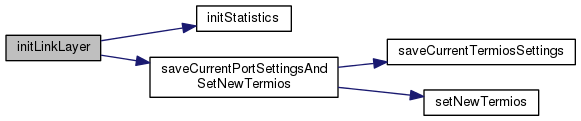 initLinkLayer
initStatistics
saveCurrentPortSettingsAnd
SetNewTermios
saveCurrentTermiosSettings
setNewTermios